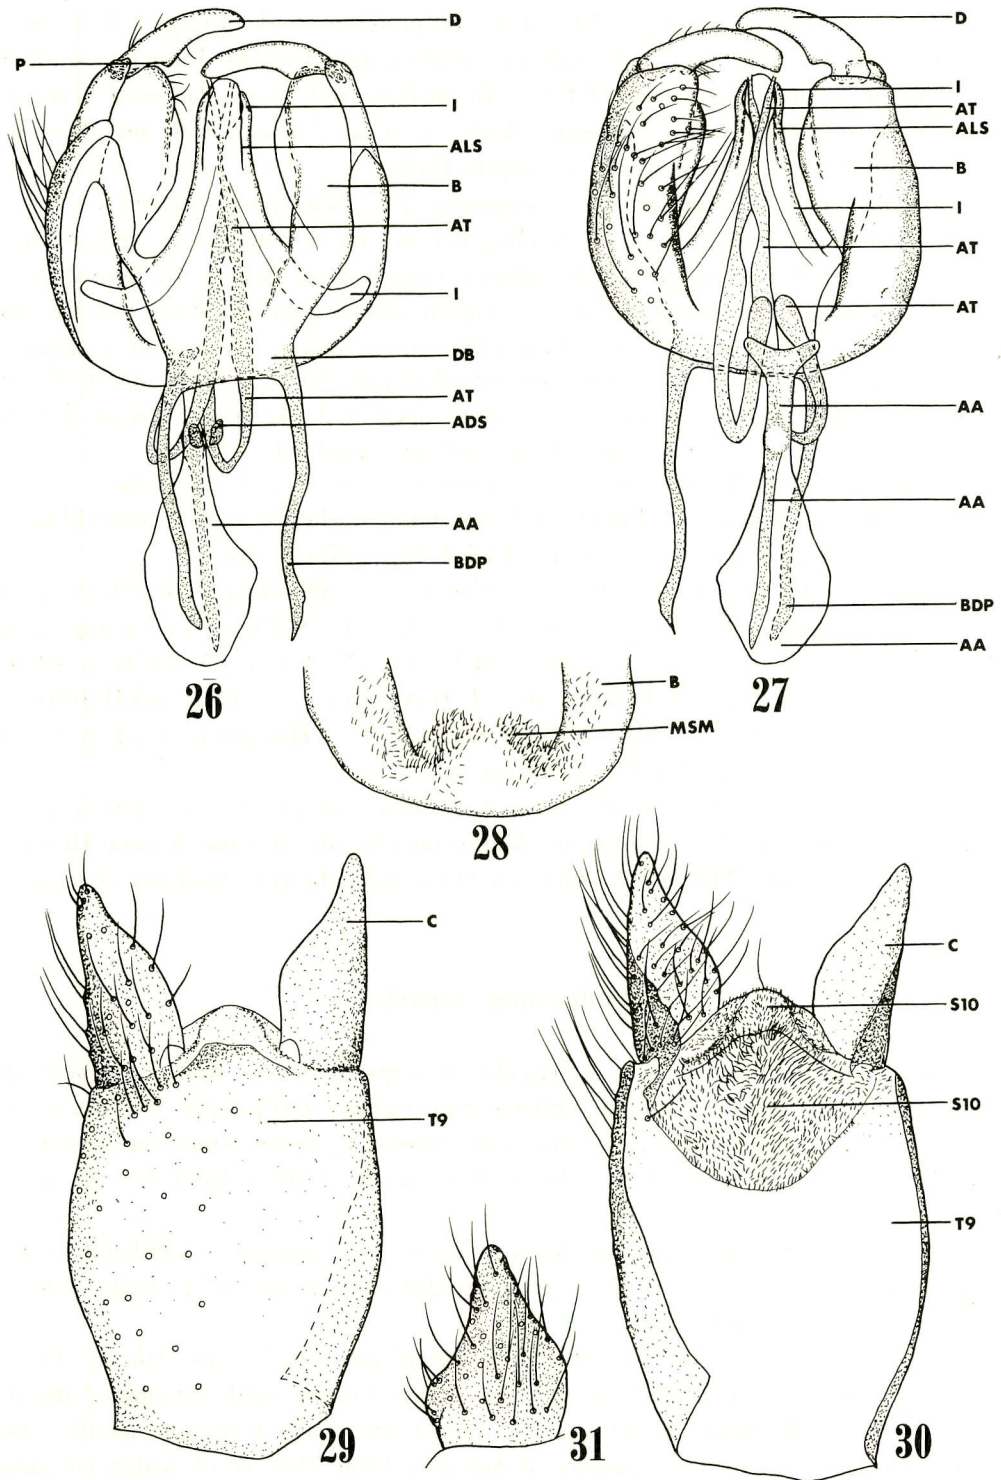 D
P
I
ALS
B
AT
I
DB
AT
ADS
AA
BDP
26
D
I
AT
ALS
B
I
AT
AT
AA
AA
BDP
AA
27
B
MSM
28
C
T9
29
C
S10
S10
T9
30
31